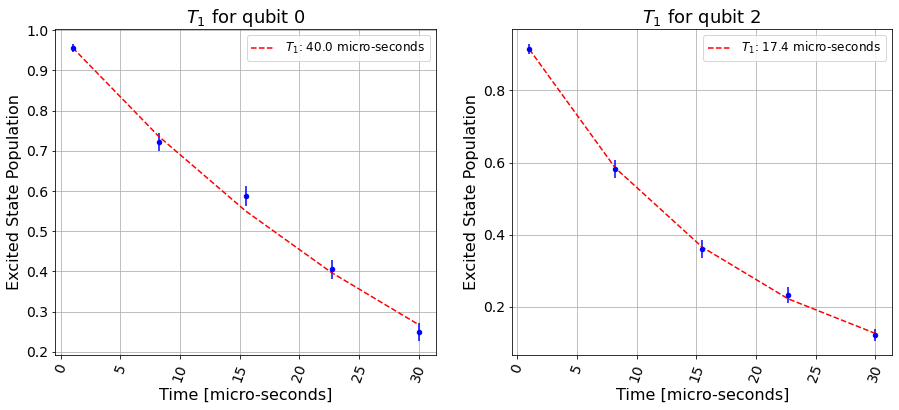 T₁ for qubit 0
Excited State Population
1.0
0.9
0.8
0.7
0.6
0.5
0.4
0.3
0.2
T₁: 40.0 micro-seconds
0 5 10 15 20 25 30
Time [micro-seconds]
T₁ for qubit 2
Excited State Population
0.8
0.6
0.4
0.2
T₁: 17.4 micro-seconds
0 5 10 15 20 25 30
Time [micro-seconds]